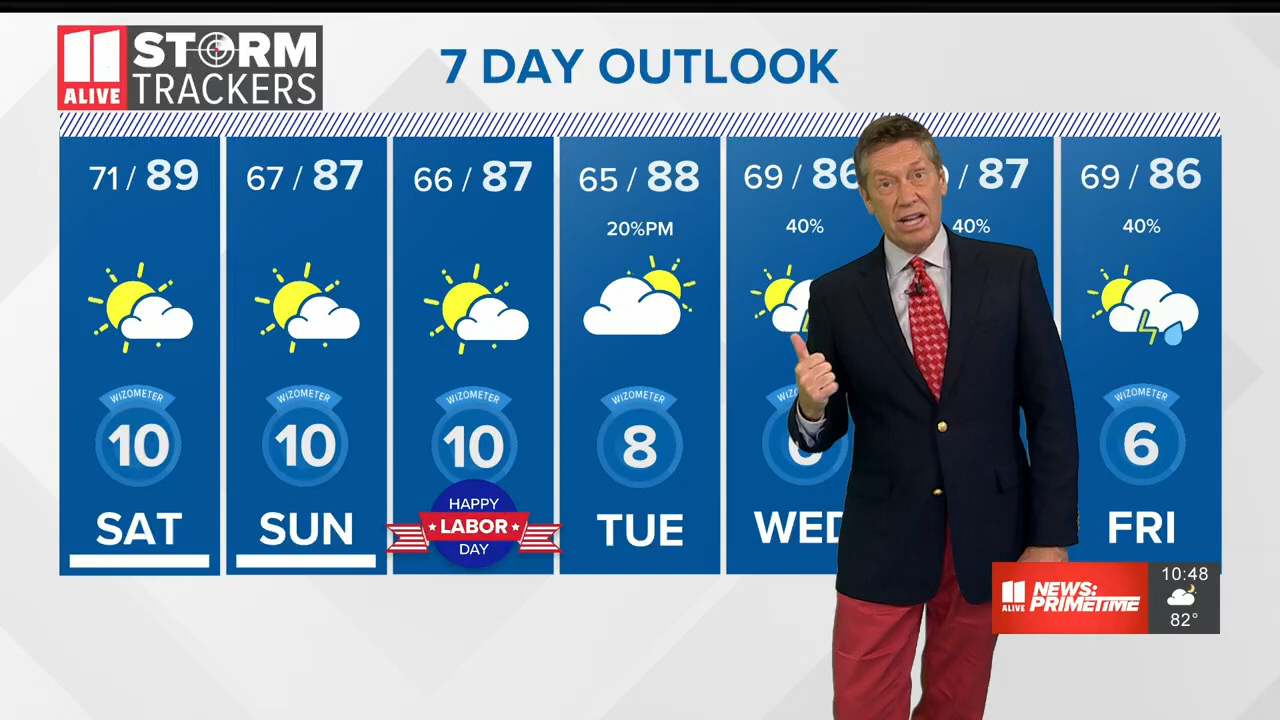 11 ALIVE
STORM TRACKERS
7 DAY OUTLOOK
71 / 89
WIZOMETER
10
SAT
67 / 87
WIZOMETER
10
SUN
66 / 87
WIZOMETER
10
HAPPY
LABOR
DAY
65 / 88
20%PM
WIZOMETER
8
TUE
69 / 86
40%
WED
/ 87
40%
69 / 86
40%
WIZOMETER
6
FRI
11 ALIVE
NEWS:
PRIMETIME
10:48
82°